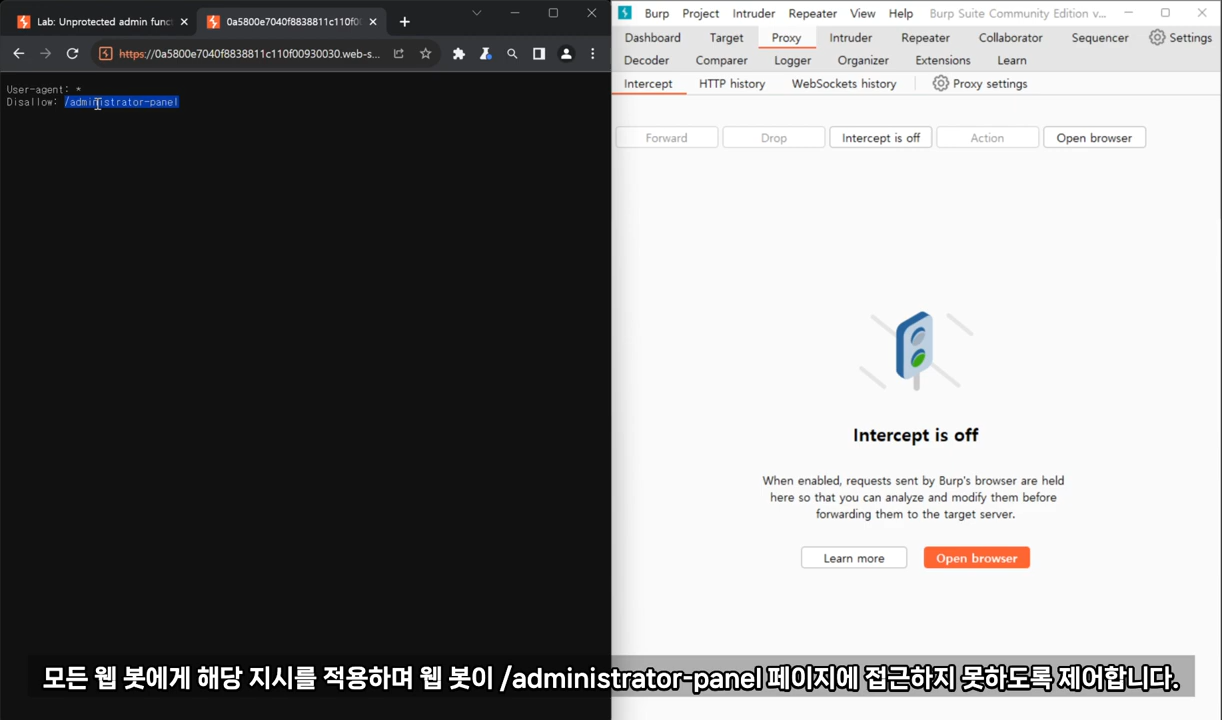 Lab: Unprotected admin func
0a5800e7040f8838811c110f0
https://0a5800e7040f8838811c110f00930030.web-s...
User-agent: *
Disallow: /administrator-panel
Burp Project Intruder Repeater View Help Burp Suite Community Edition v...
Dashboard Target Proxy Intruder Repeater Collaborator Sequencer Settings
Decoder Comparer Logger Organizer Extensions Learn
Intercept HTTP history WebSockets history Proxy settings
Forward Drop Intercept is off Action Open browser
Intercept is off
When enabled, requests sent by Burp's browser are held
here so that you can analyze and modify them before
forwarding them to the target server.
Learn more Open browser
모든 웹 봇에게 해당 지시를 적용하며 웹 봇이 /administrator-panel 페이지에 접근하지 못하도록 제어합니다.